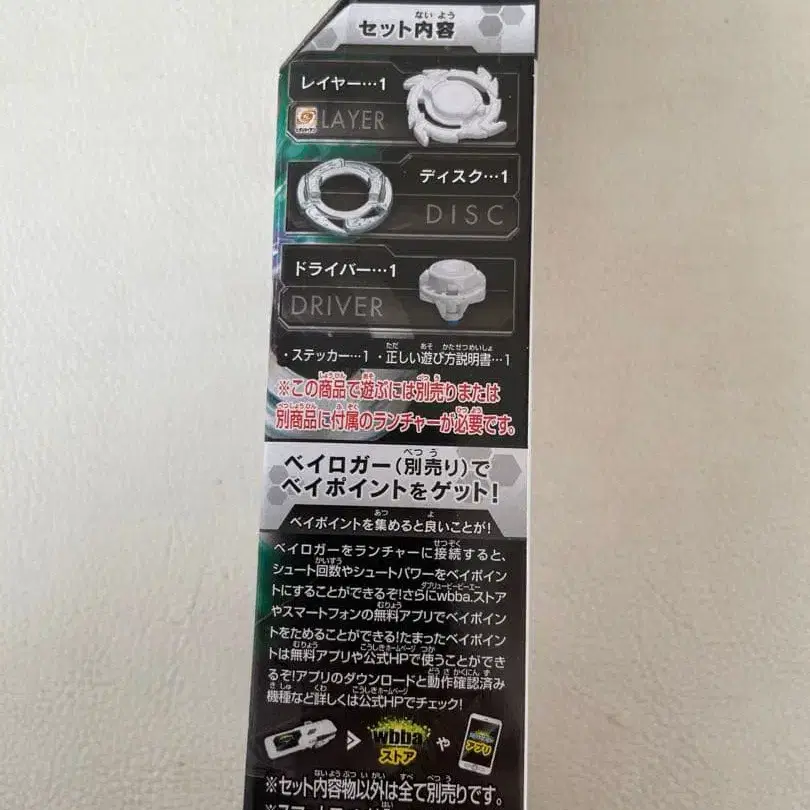 セット内容
レイヤー…1
LAYER
ディスク…1
DISC
ドライバー…1
DRIVER
・ステッカー…1 ・正しい遊び方説明書…1
※この商品で遊ぶには別売りまたは
別商品に付属のランチャーが必要です。
ベイロガー(別売り)で
ベイポイントをゲット!
ベイポイントを集めると良いことが!
ベイロガーをランチャーに接続すると、
シュート回数やシュートパワーをベイポイン
トにすることができるぞ!さらにwbba.ストア
やスマートフォンの無料アプリでベイポイン
トをためることができる!たまったベイポイン
トは無料アプリや公式HPで使うことができ
るぞ!アプリのダウンロードと動作確認済み
機種など詳しくは公式HPでチェック!
> wbba ストア や アプリ
※セット内容物以外は全て別売りです。